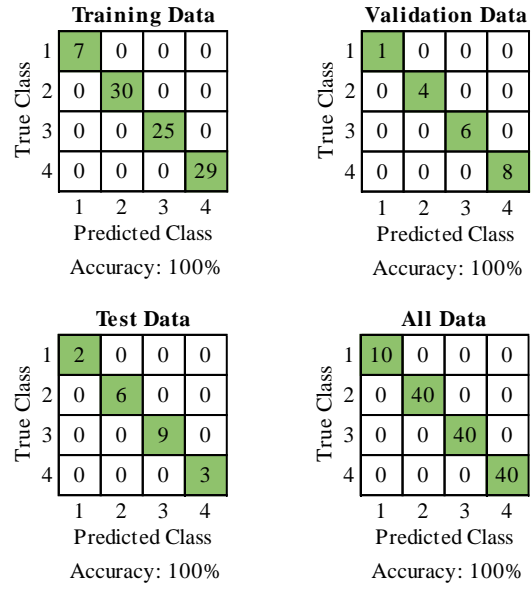 Training Data
True Class
1 7 0 0 0
2 0 30 0 0
3 0 0 25 0
4 0 0 0 29
1 2 3 4
Predicted Class
Accuracy: 100%
Validation Data
True Class
1 1 0 0 0
2 0 4 0 0
3 0 0 6 0
4 0 0 0 8
1 2 3 4
Predicted Class
Accuracy: 100%
Test Data
True Class
1 2 0 0 0
2 0 6 0 0
3 0 0 9 0
4 0 0 0 3
1 2 3 4
Predicted Class
Accuracy: 100%
All Data
True Class
1 10 0 0 0
2 0 40 0 0
3 0 0 40 0
4 0 0 0 40
1 2 3 4
Predicted Class
Accuracy: 100%